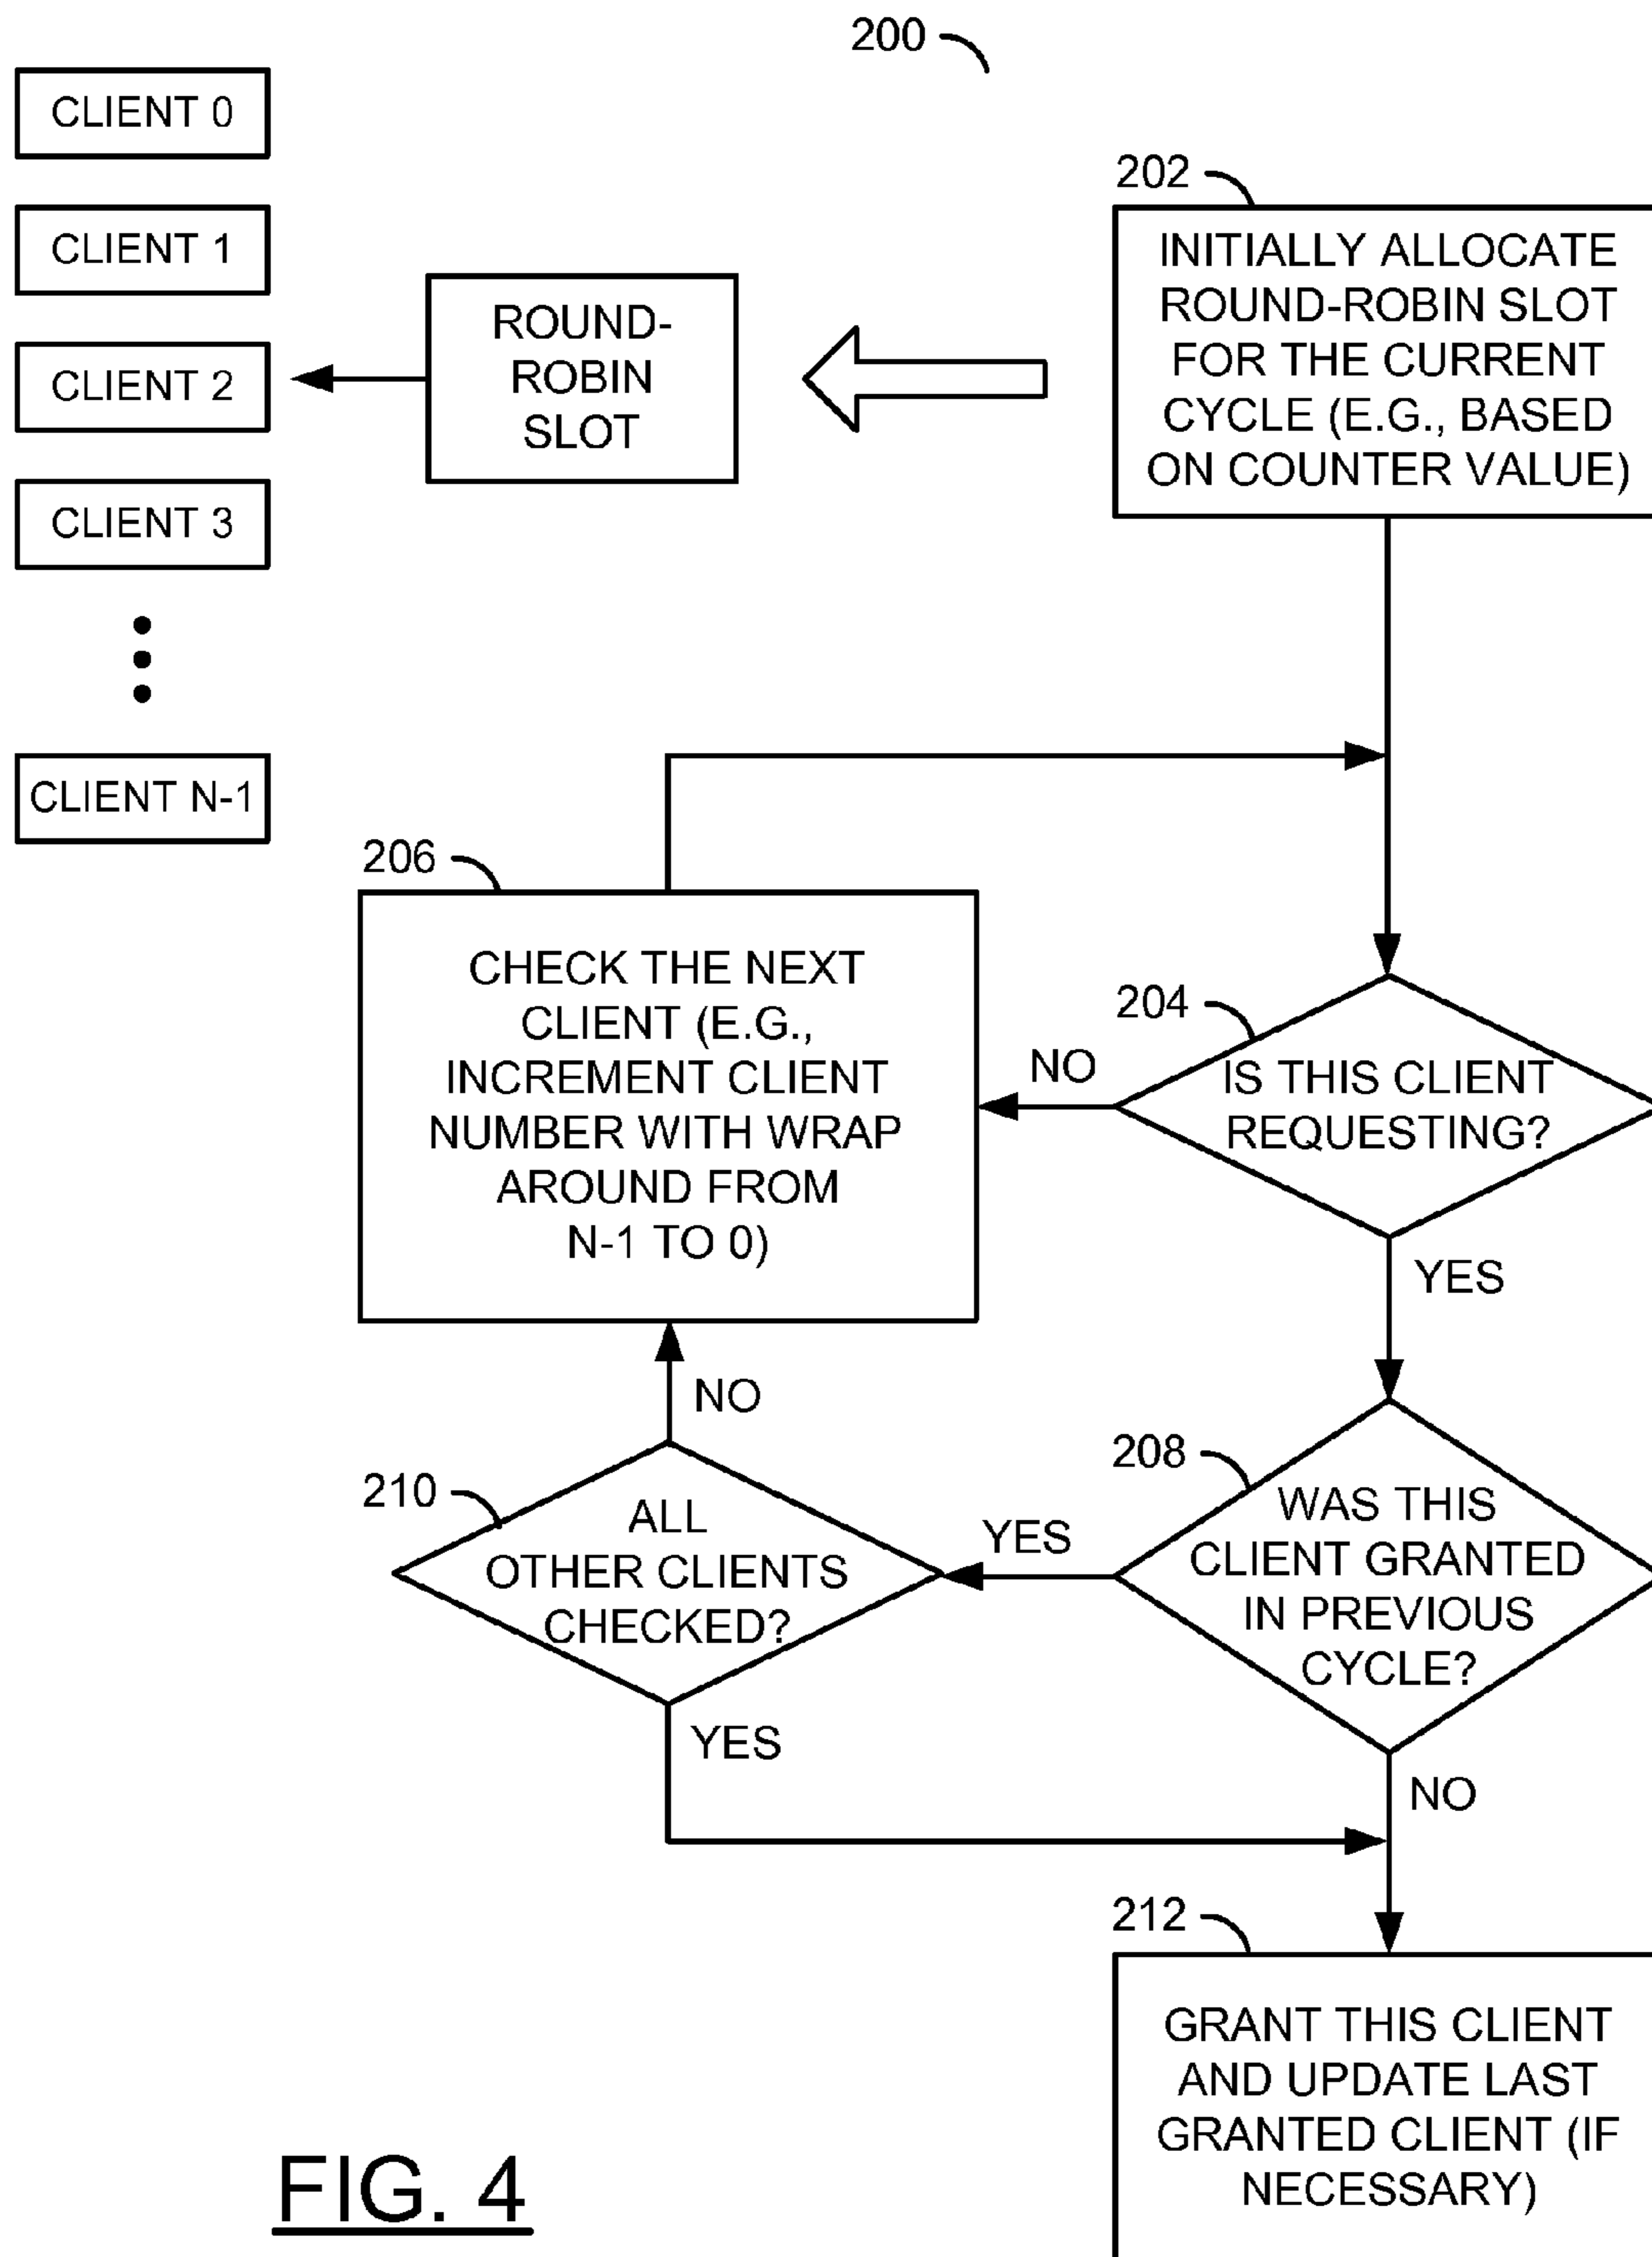 200
CLIENT 0
CLIENT 1
CLIENT 2
CLIENT 3
CLIENT N-1
ROUND-
ROBIN
SLOT
202
INITIALLY ALLOCATE
ROUND-ROBIN SLOT
FOR THE CURRENT
CYCLE (E.G., BASED
ON COUNTER VALUE)
206
CHECK THE NEXT
CLIENT (E.G.,
INCREMENT CLIENT
NUMBER WITH WRAP
AROUND FROM
N-1 TO 0)
204
IS THIS CLIENT
REQUESTING?
NO
YES
208
WAS THIS
CLIENT GRANTED
IN PREVIOUS
CYCLE?
YES
NO
210
ALL
OTHER CLIENTS
CHECKED?
NO
YES
212
GRANT THIS CLIENT
AND UPDATE LAST
GRANTED CLIENT (IF
NECESSARY)
FIG. 4